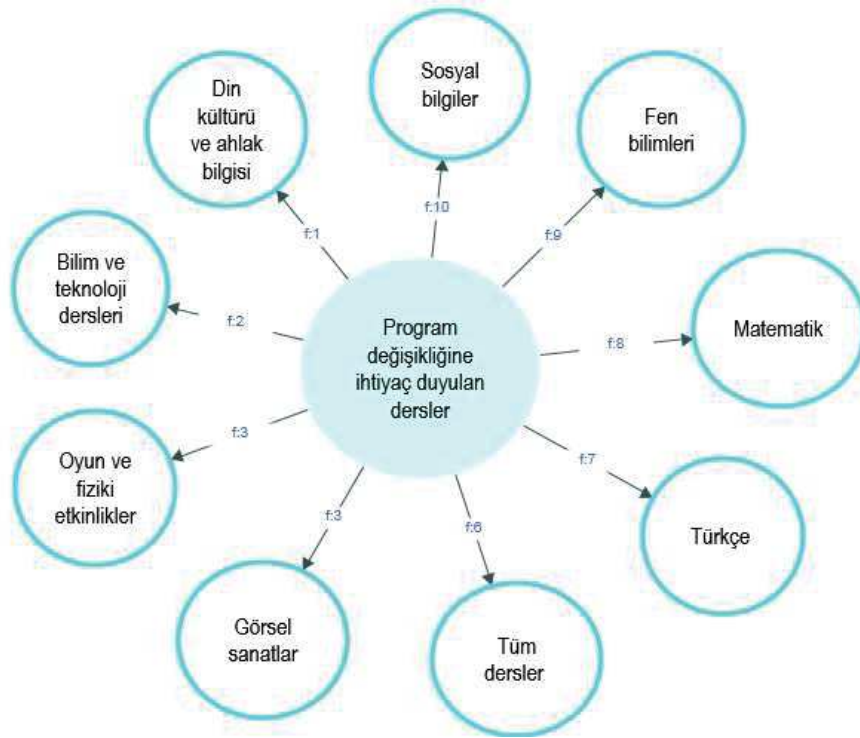 Sosyal
bilgiler
Din
kültürü
ve ahlak
bilgisi
Fen
bilimleri
f:10
f:1
f:9
Bilim ve
teknoloji
dersleri
f:2
Program
değişikliğine
ihtiyaç duyulan
dersler
f:8
Matematik
Oyun ve
fiziki
etkinlikler
f:3
f:7
Türkçe
f:3
f:6
Görsel
sanatlar
Tüm
dersler